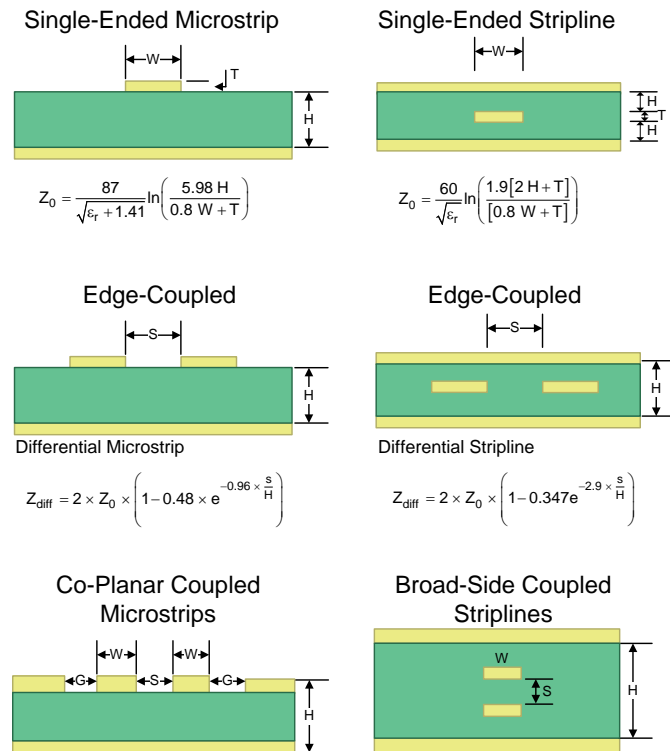 Single-Ended Microstrip
W
T
H
Z0 = 87 / √(εr + 1.41) ln(5.98 H / 0.8 W + T)
Single-Ended Stripline
W
H
T
H
Z0 = 60 / √εr ln(1.9[2 H + T] / [0.8 W + T])
Edge-Coupled
S
H
Differential Microstrip
Zdiff = 2 × Z0 × (1 − 0.48 × e^(−0.96 × s/H))
Edge-Coupled
S
H
Differential Stripline
Zdiff = 2 × Z0 × (1 − 0.347e^(−2.9 × s/H))
Co-Planar Coupled
Microstrips
W
W
G
S
G
H
Broad-Side Coupled
Striplines
W
S
H